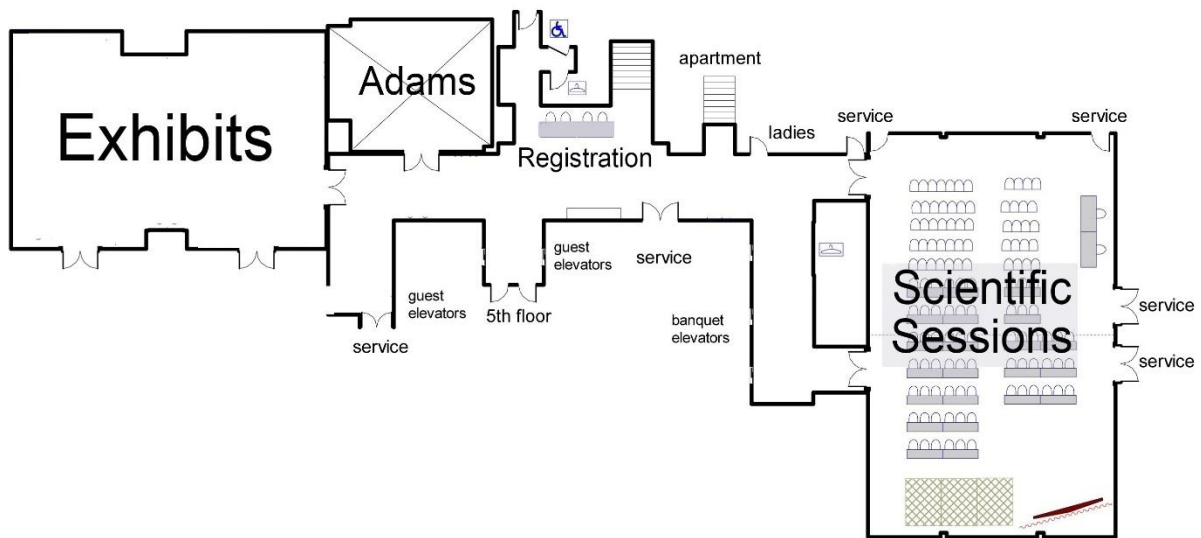 Exhibits
Adams
apartment
service
service
ladies
Registration
guest
elevators
service
guest
elevators
5th floor
service
banquet
elevators
Scientific
Sessions
service
service